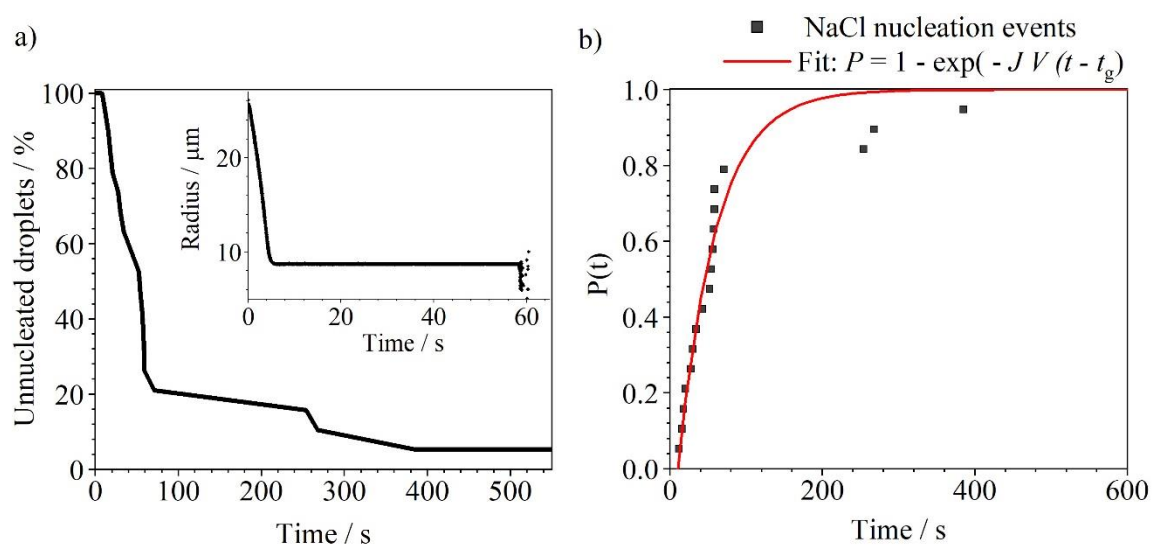 a)
Unnucleated droplets / %
100
80
60
40
20
0
0 100 200 300 400 500
Time / s
Radius / μm
20
10
0 20 40 60
Time / s
b)
NaCl nucleation events
Fit: P = 1 - exp( - J V (t - tg)
P(t)
1.0
0.8
0.6
0.4
0.2
0.0
0 200 400 600
Time / s